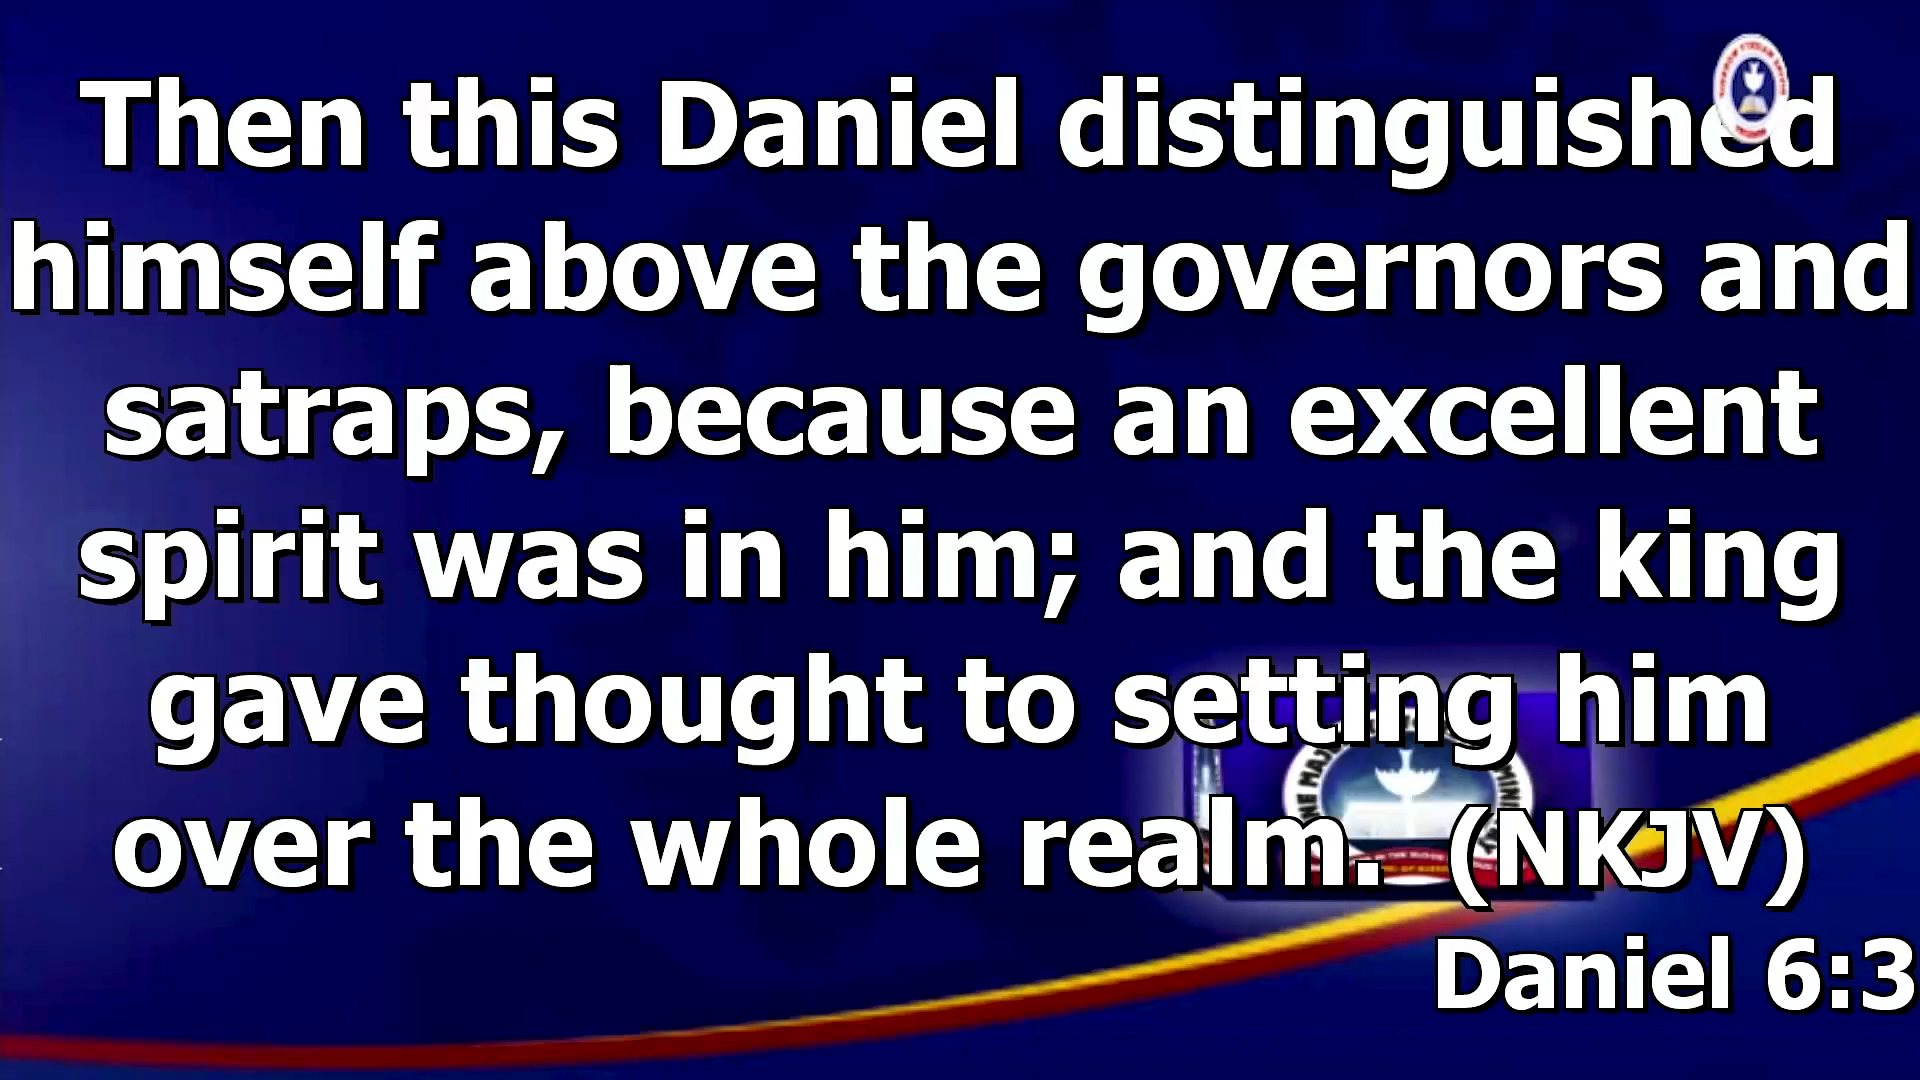 Then this Daniel distinguished
himself above the governors and
satraps, because an excellent
spirit was in him; and the king
gave thought to setting him
over the whole realm. (NKJV)
Daniel 6:3